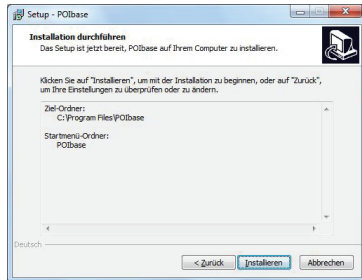 Setup - POIbase
Installation durchführen
Das Setup ist jetzt bereit, POIbase auf Ihrem Computer zu installieren.
Klicken Sie auf "Installieren", um mit der Installation zu beginnen, oder auf "Zurück",
um Ihre Einstellungen zu überprüfen oder zu ändern.
Ziel-Ordner:
C:\Program Files\POIbase
Startmenü-Ordner:
POIbase
Deutsch
< Zurück
Installieren
Abbrechen